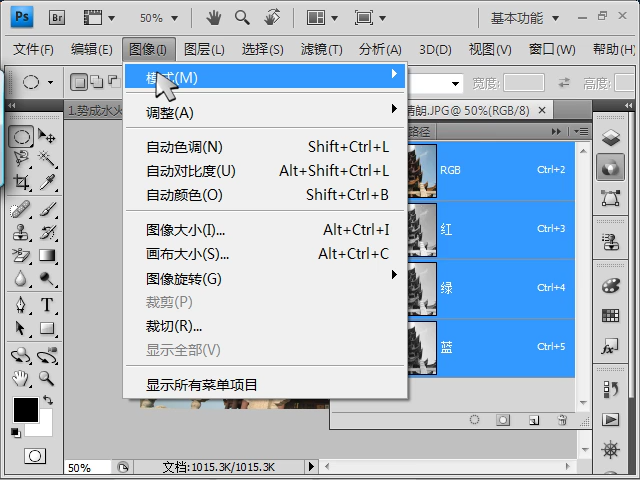 Ps Br 50% 基本功能
文件(F) 编辑(E) 图像(I) 图层(L) 选择(S) 滤镜(T) 分析(A) 3D(D) 视图(V) 窗口(W) 帮助(H)
模式(M)
宽度: 高度:
1.势成水火
清朗.JPG @ 50%(RGB/8)
调整(A)
路径
自动色调(N) Shift+Ctrl+L
自动对比度(U) Alt+Shift+Ctrl+L
自动颜色(O) Shift+Ctrl+B
图像大小(I)... Alt+Ctrl+I
画布大小(S)... Alt+Ctrl+C
图像旋转(G)
裁剪(P)
裁切(R)...
显示全部(V)
显示所有菜单项目
RGB Ctrl+2
红 Ctrl+3
绿 Ctrl+4
蓝 Ctrl+5
50% 文档:1015.3K/1015.3K